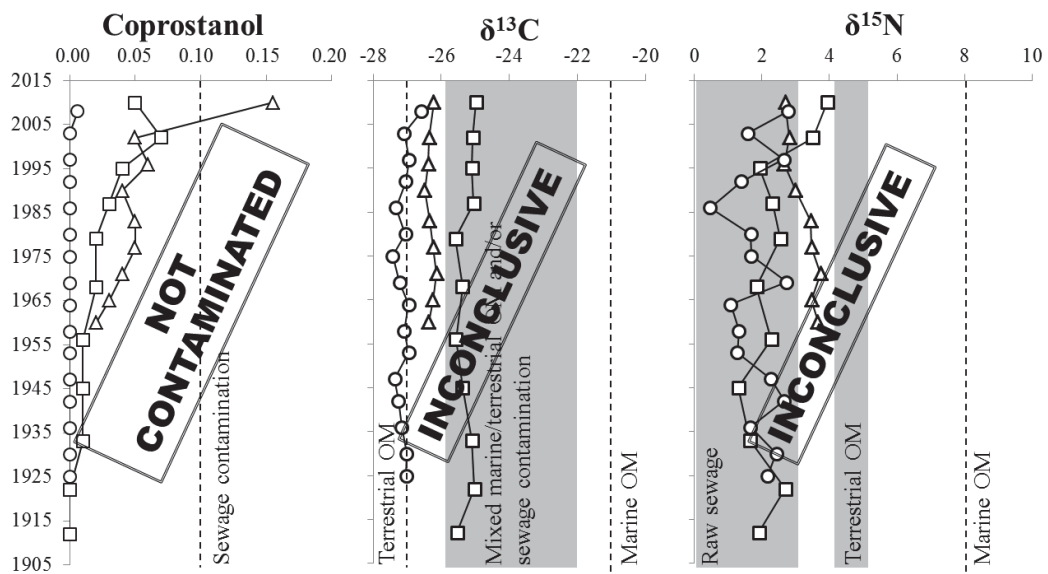 Coprostanol
δ13C
δ15N
0.00 0.05 0.10 0.15 0.20
-28 -26 -24 -22 -20
0 2 4 6 8 10
2015
2005
1995
1985
1975
1965
1955
1945
1935
1925
1915
1905
NOT
CONTAMINATED
Sewage contamination
INCONCLUSIVE
Terrestrial OM
Mixed marine/terrestrial OM and/or
sewage contamination
Marine OM
INCONCLUSIVE
Raw sewage
Terrestrial OM
Marine OM